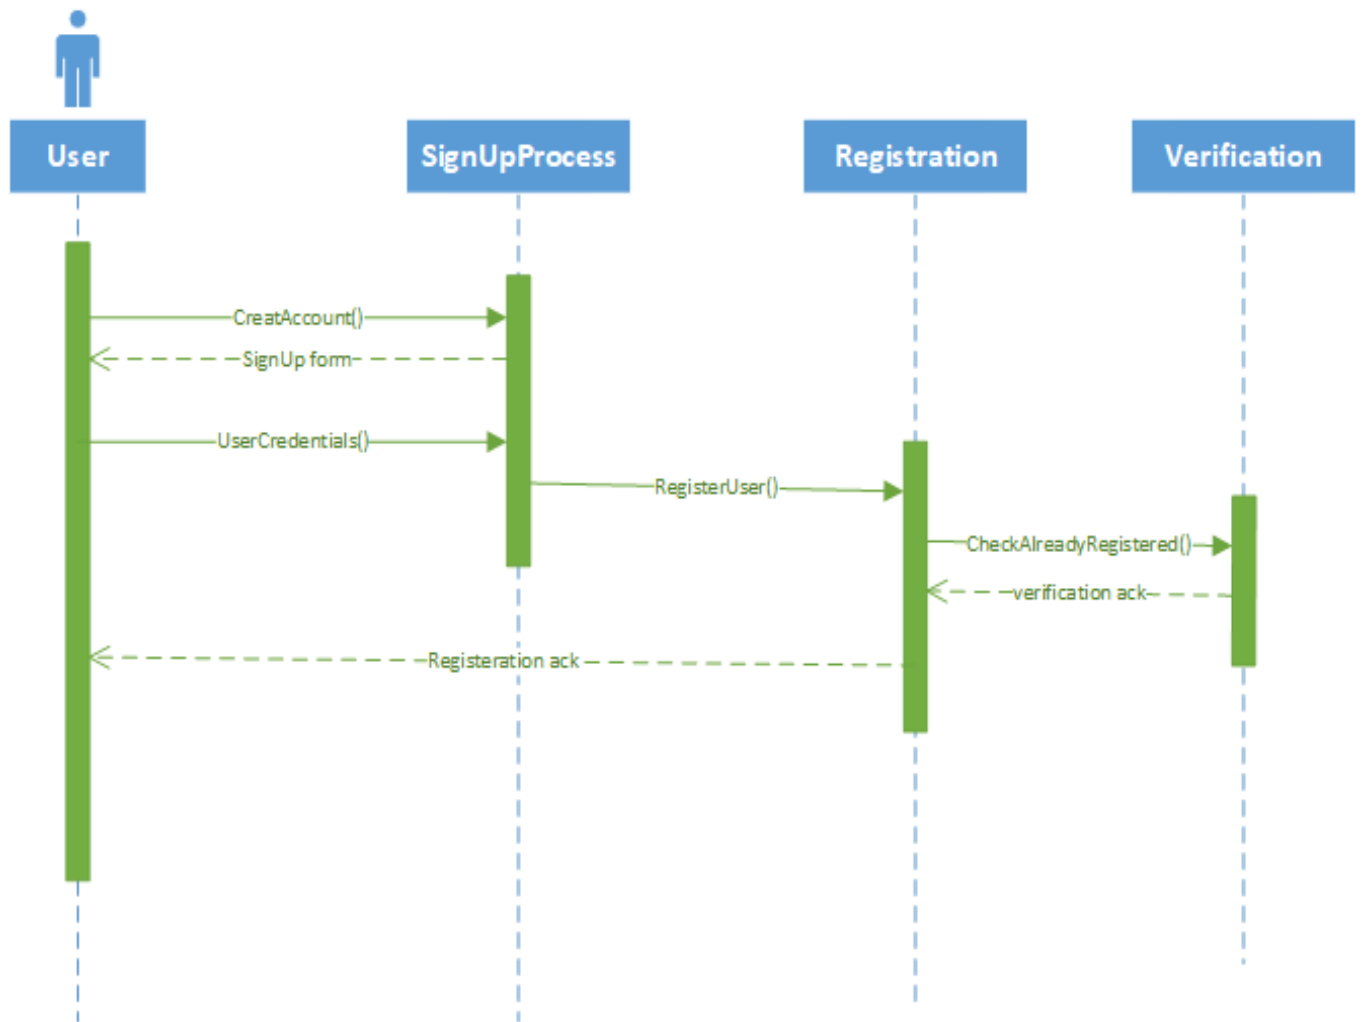 User
SignUpProcess
Registration
Verification
CreatAccount()
SignUp form
UserCredentials()
RegisterUser()
CheckAlreadyRegistered()
verification ack
Registeration ack